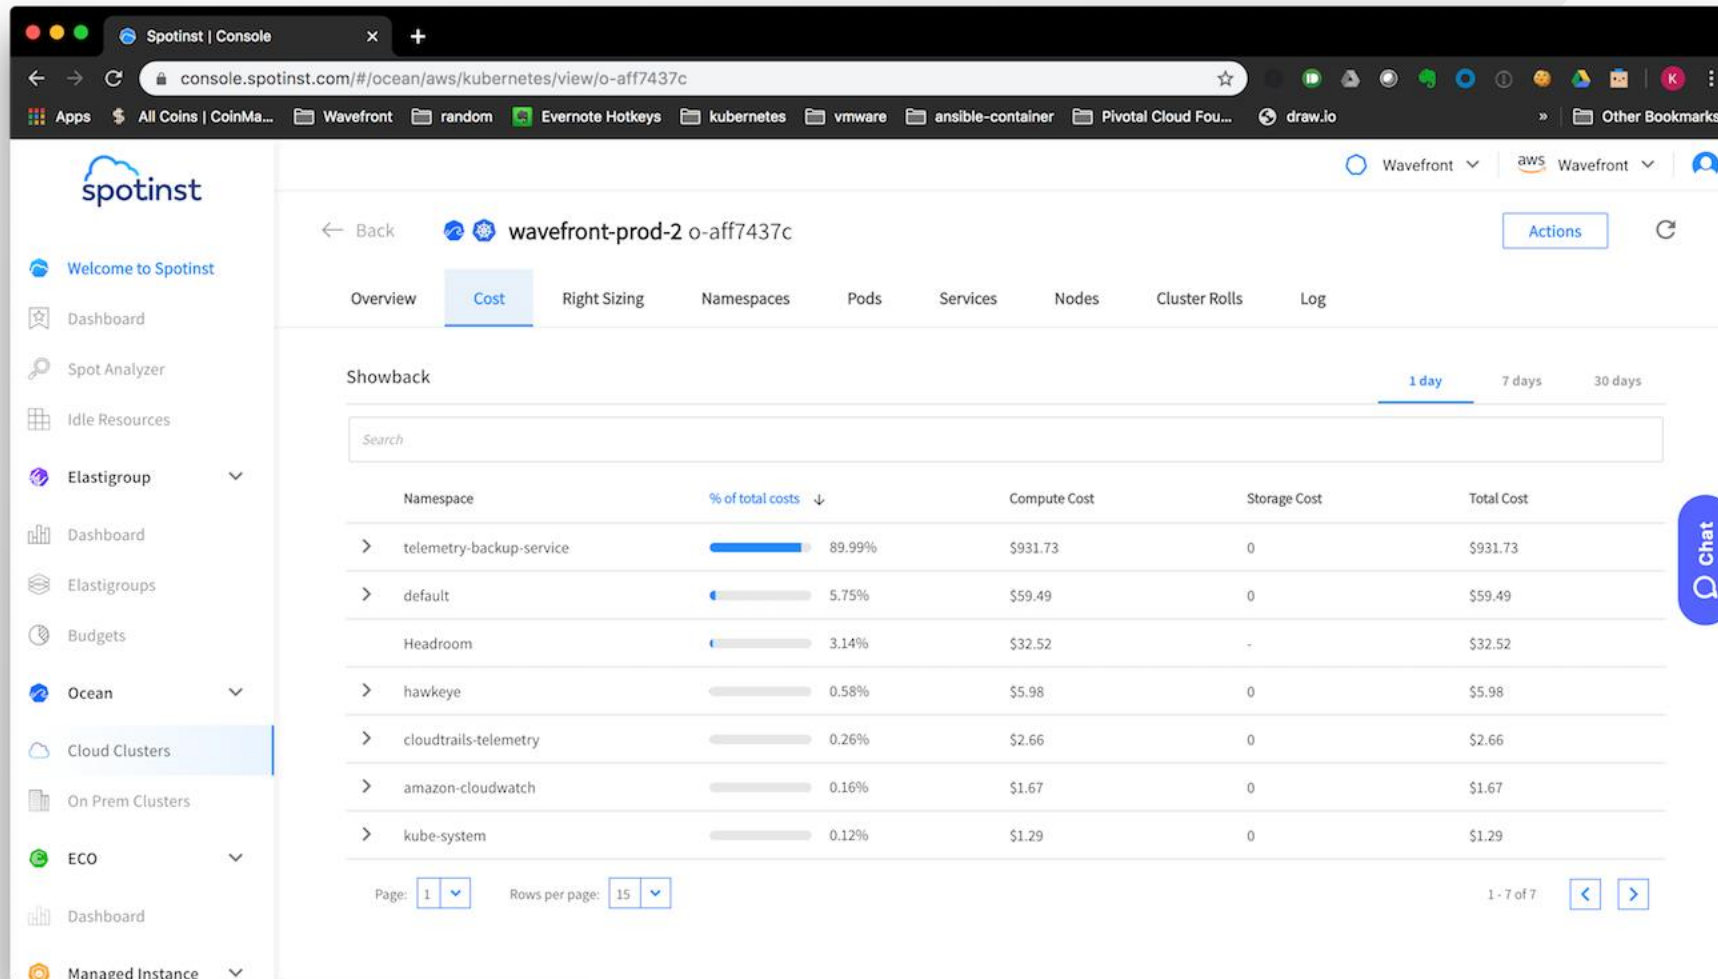 Spotinst | Console
console.spotinst.com/#/ocean/aws/kubernetes/view/o-aff7437c
K
Apps $ All Coins | CoinMa... Wavefront random Evernote Hotkeys kubernetes vmware ansible-container Pivotal Cloud Fou... draw.io » Other Bookmarks
spotinst
Wavefront aws Wavefront
Back wavefront-prod-2 o-aff7437c Actions
Overview Cost Right Sizing Namespaces Pods Services Nodes Cluster Rolls Log
Welcome to Spotinst
Dashboard
Spot Analyzer
Idle Resources
Elastigroup
Dashboard
Elastigroups
Budgets
Ocean
Cloud Clusters
On Prem Clusters
ECO
Dashboard
Managed Instance
Showback 1 day 7 days 30 days
Search
Namespace % of total costs Compute Cost Storage Cost Total Cost
telemetry-backup-service 89.99% $931.73 0 $931.73
default 5.75% $59.49 0 $59.49
Headroom 3.14% $32.52 - $32.52
hawkeye 0.58% $5.98 0 $5.98
cloudtrails-telemetry 0.26% $2.66 0 $2.66
amazon-cloudwatch 0.16% $1.67 0 $1.67
kube-system 0.12% $1.29 0 $1.29
Page: 1 Rows per page: 15 1 - 7 of 7
Chat